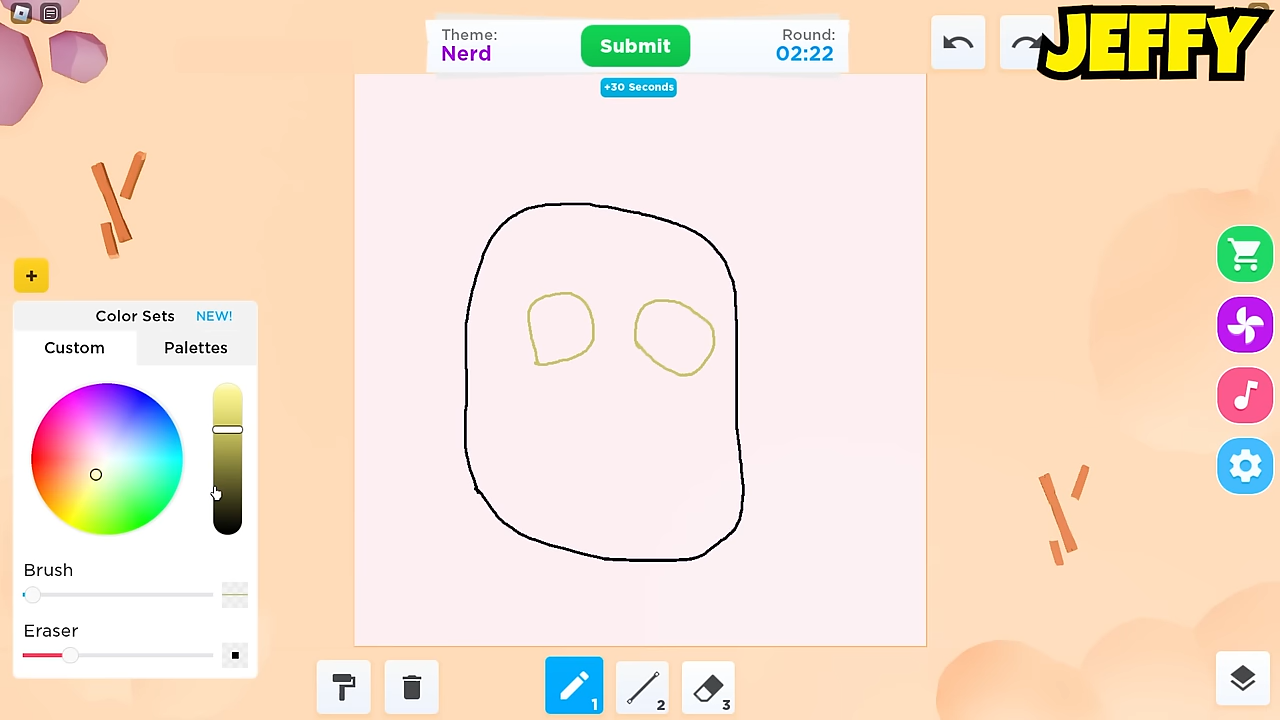 Theme:
Nerd
Submit
Round:
02:22
JEFFY
+30 Seconds
+
Color Sets NEW!
Custom Palettes
Brush
Eraser
1
2
3